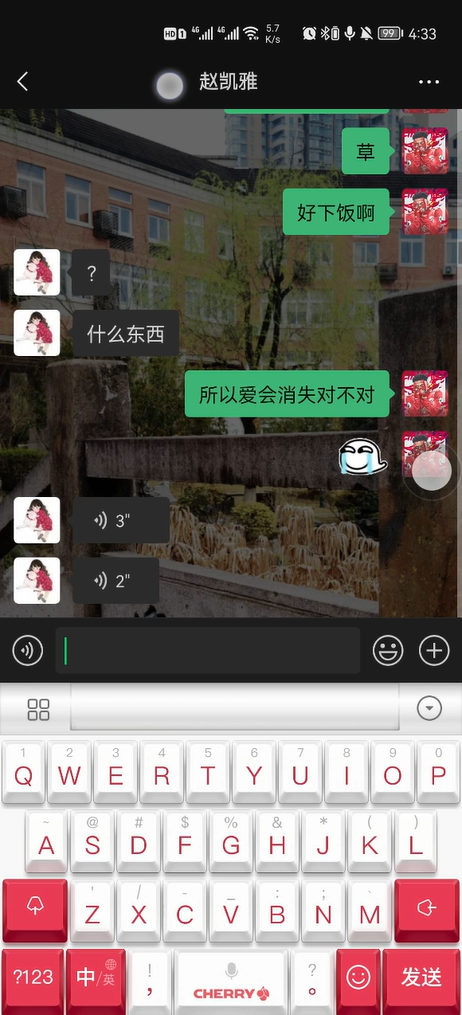 HD 1 4G 4G 5.7 K/s 99 4:33
赵凯雅
草
好下饭啊
?
什么东西
所以爱会消失对不对
3"
2"
1 2 3 4 5 6 7 8 9 0
Q W E R T Y U I O P
~ @ # $ % & * ( )
A S D F G H J K L
' / - _ : ; 、
Z X C V B N M
?123 中/英 ! , CHERRY ? 。 发送